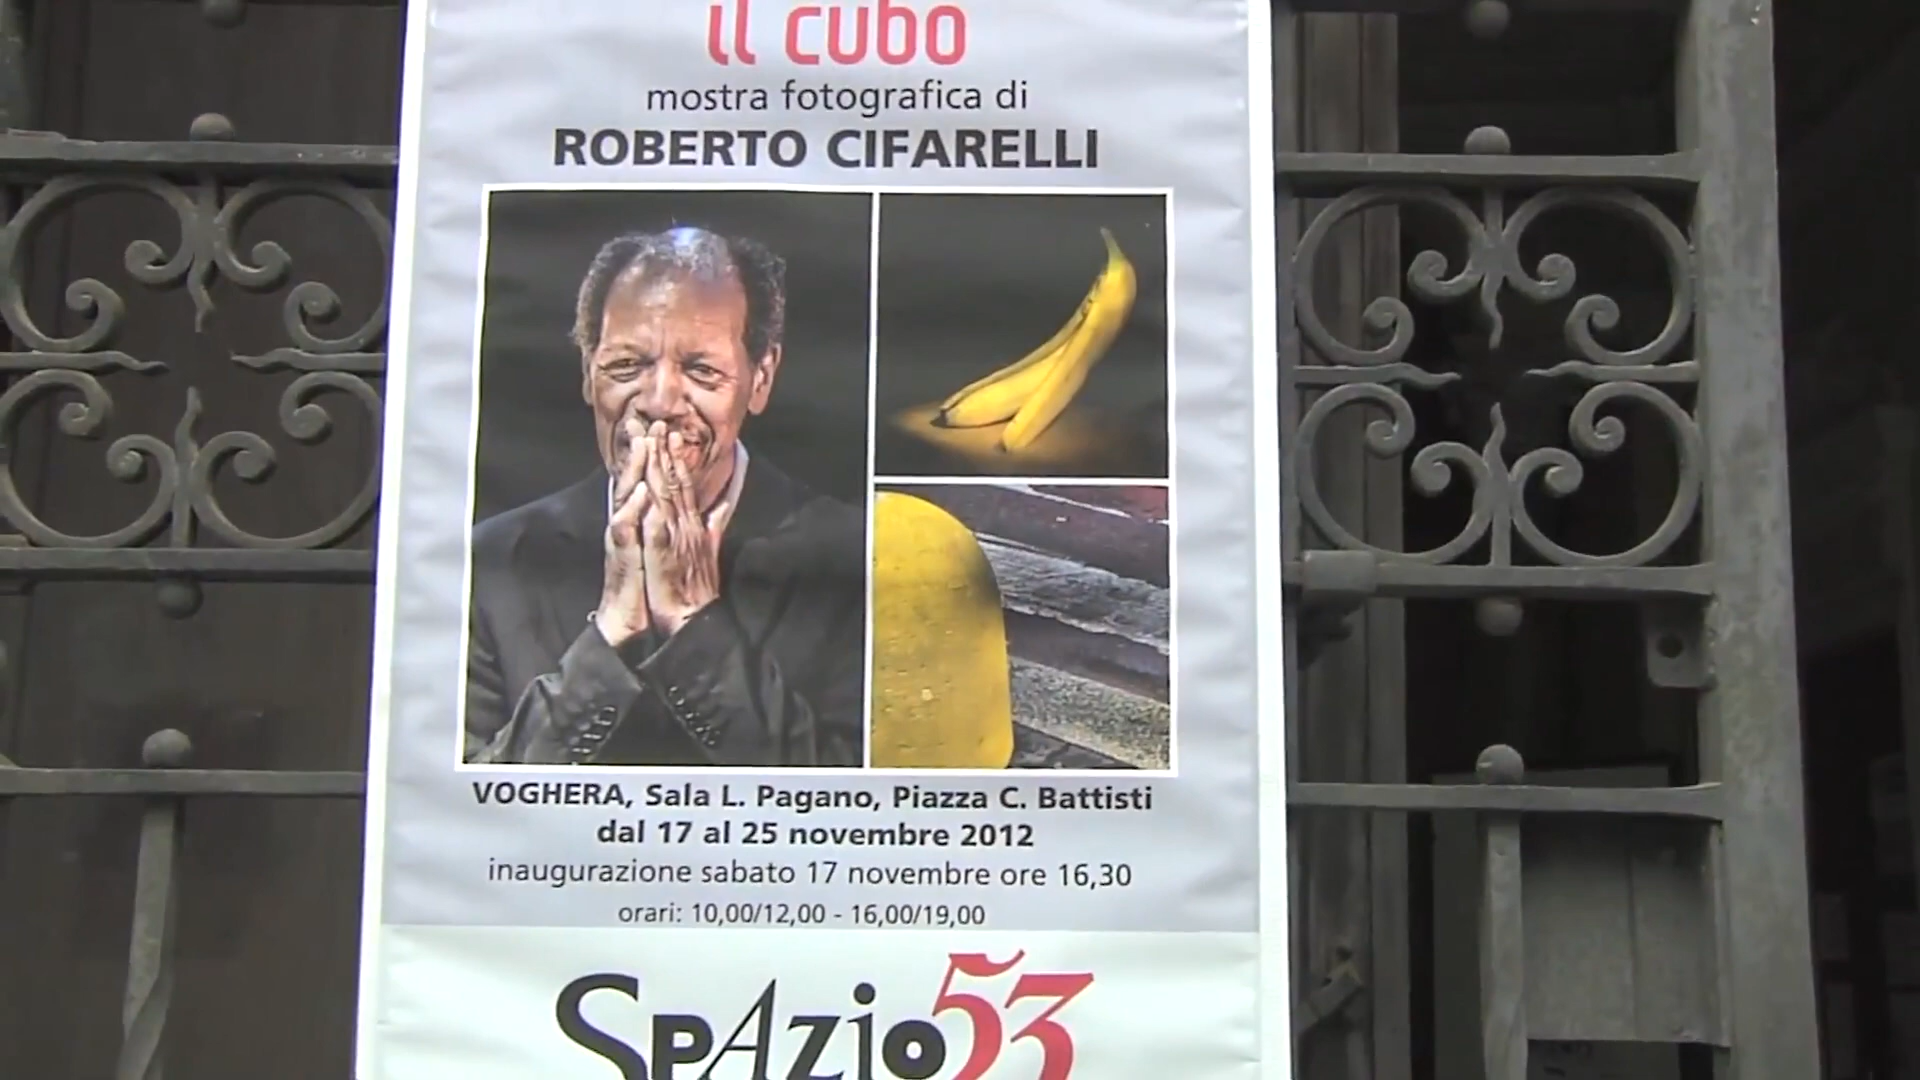 il cubo
mostra fotografica di
ROBERTO CIFARELLI
VOGHERA, Sala L. Pagano, Piazza C. Battisti
dal 17 al 25 novembre 2012
inaugurazione sabato 17 novembre ore 16,30
orari: 10,00/12,00 - 16,00/19,00
SPAZio53